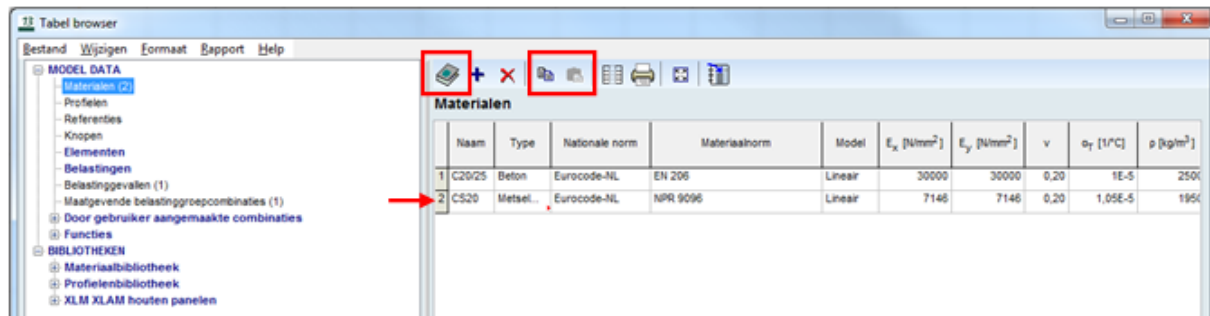 Tabel browser
Bestand Wijzigen Formaat Rapport Help
MODEL DATA
Materialen (2)
Profielen
Referenties
Knopen
Elementen
Belastingen
Belastinggevallen (1)
Maatgevende belastinggroepcombinaties (1)
Door gebruiker aangemaakte combinaties
Functies
BIBLIOTHEKEN
Materiaalbibliotheek
Profielenbibliotheek
XLM XLAM houten panelen
Materialen
Naam Type Nationale norm Materiaalnorm Model Ex [N/mm²] Ey [N/mm²] ν αT [1/°C] ρ [kg/m³]
1 C20/25 Beton Eurocode-NL EN 206 Lineair 30000 30000 0,20 1E-5 2500
2 CS20 Metsel... Eurocode-NL NPR 9096 Lineair 7146 7146 0,20 1,05E-5 1950